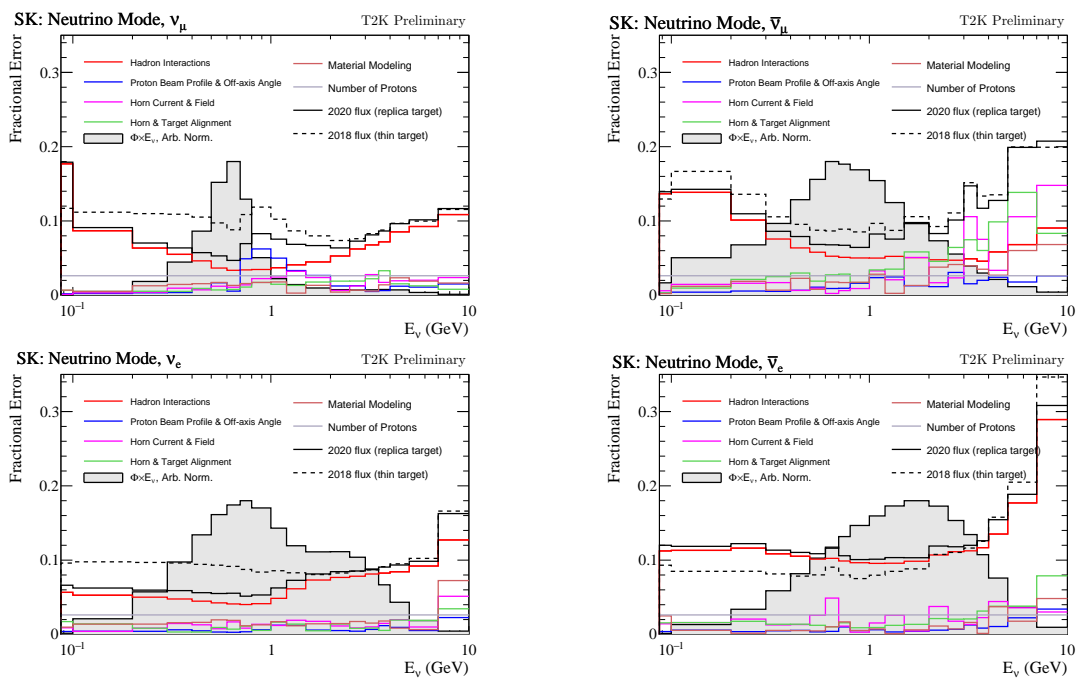 SK: Neutrino Mode, νμ
T2K Preliminary
Fractional Error
0.3
0.2
0.1
0
Hadron Interactions
Proton Beam Profile & Off-axis Angle
Horn Current & Field
Horn & Target Alignment
Φ×Eν, Arb. Norm.
Material Modeling
Number of Protons
2020 flux (replica target)
2018 flux (thin target)
10⁻¹
1
10
Eν (GeV)
SK: Neutrino Mode, ν̅μ
T2K Preliminary
Fractional Error
0.3
0.2
0.1
0
Hadron Interactions
Proton Beam Profile & Off-axis Angle
Horn Current & Field
Horn & Target Alignment
Φ×Eν, Arb. Norm.
Material Modeling
Number of Protons
2020 flux (replica target)
2018 flux (thin target)
10⁻¹
1
10
Eν (GeV)
SK: Neutrino Mode, νe
T2K Preliminary
Fractional Error
0.3
0.2
0.1
0
Hadron Interactions
Proton Beam Profile & Off-axis Angle
Horn Current & Field
Horn & Target Alignment
Φ×Eν, Arb. Norm.
Material Modeling
Number of Protons
2020 flux (replica target)
2018 flux (thin target)
10⁻¹
1
10
Eν (GeV)
SK: Neutrino Mode, ν̅e
T2K Preliminary
Fractional Error
0.3
0.2
0.1
0
Hadron Interactions
Proton Beam Profile & Off-axis Angle
Horn Current & Field
Horn & Target Alignment
Φ×Eν, Arb. Norm.
Material Modeling
Number of Protons
2020 flux (replica target)
2018 flux (thin target)
10⁻¹
1
10
Eν (GeV)